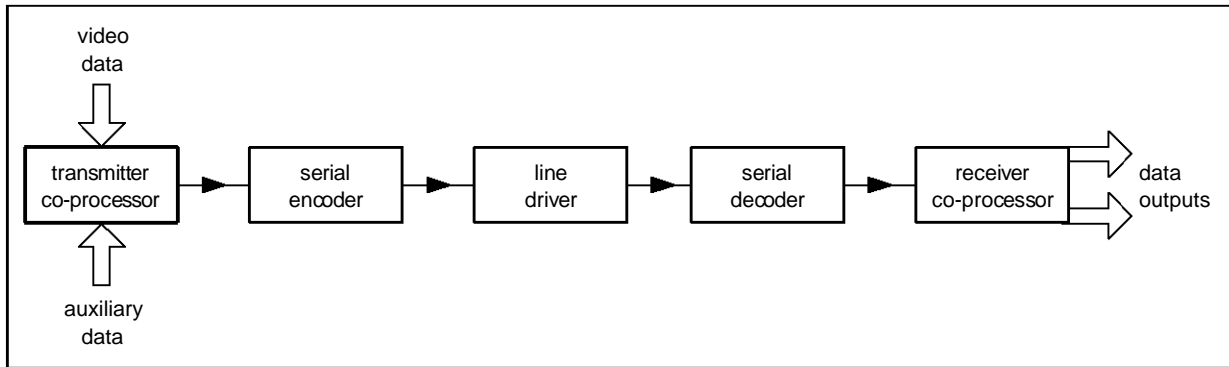 video
data
transmitter
co-processor
serial
encoder
line
driver
serial
decoder
receiver
co-processor
data
outputs
auxiliary
data